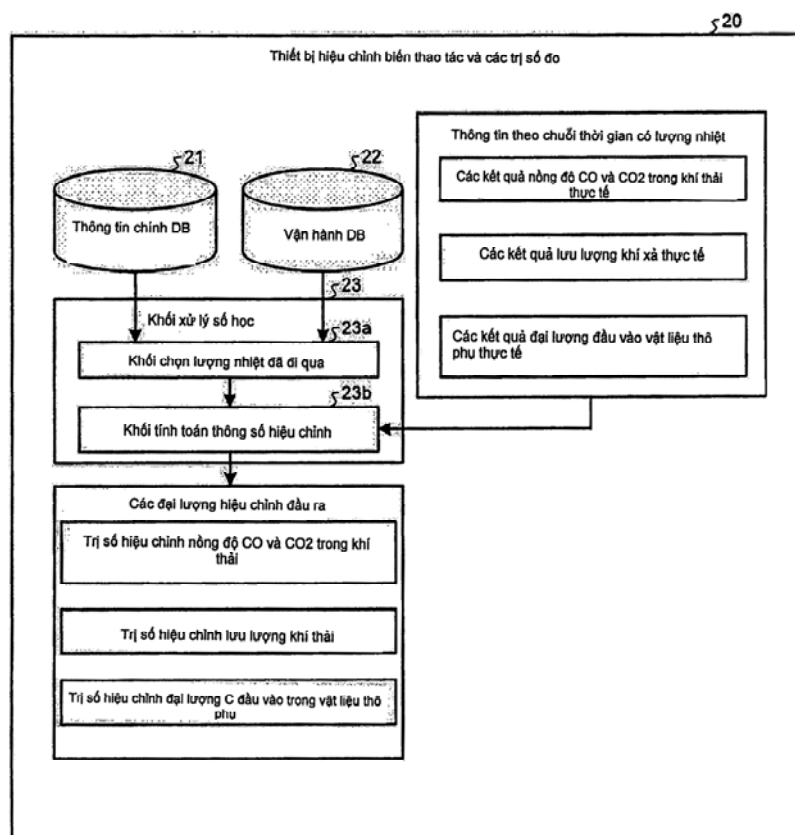 20
Thiết bị hiệu chỉnh biến thao tác và các trị số đo
21
Thông tin chính DB
22
Vận hành DB
Thông tin theo chuỗi thời gian có lượng nhiệt
Các kết quả nồng độ CO và CO2 trong khí thải
thực tế
Các kết quả lưu lượng khí xả thực tế
Các kết quả đại lượng đầu vào vật liệu thô
phụ thực tế
23
Khối xử lý số học
23a
Khối chọn lượng nhiệt đã đi qua
23b
Khối tính toán thông số hiệu chỉnh
Các đại lượng hiệu chỉnh đầu ra
Trị số hiệu chỉnh nồng độ CO và CO2 trong khí
thải
Trị số hiệu chỉnh lưu lượng khí thải
Trị số hiệu chỉnh đại lượng C đầu vào trong vật liệu thô
phụ